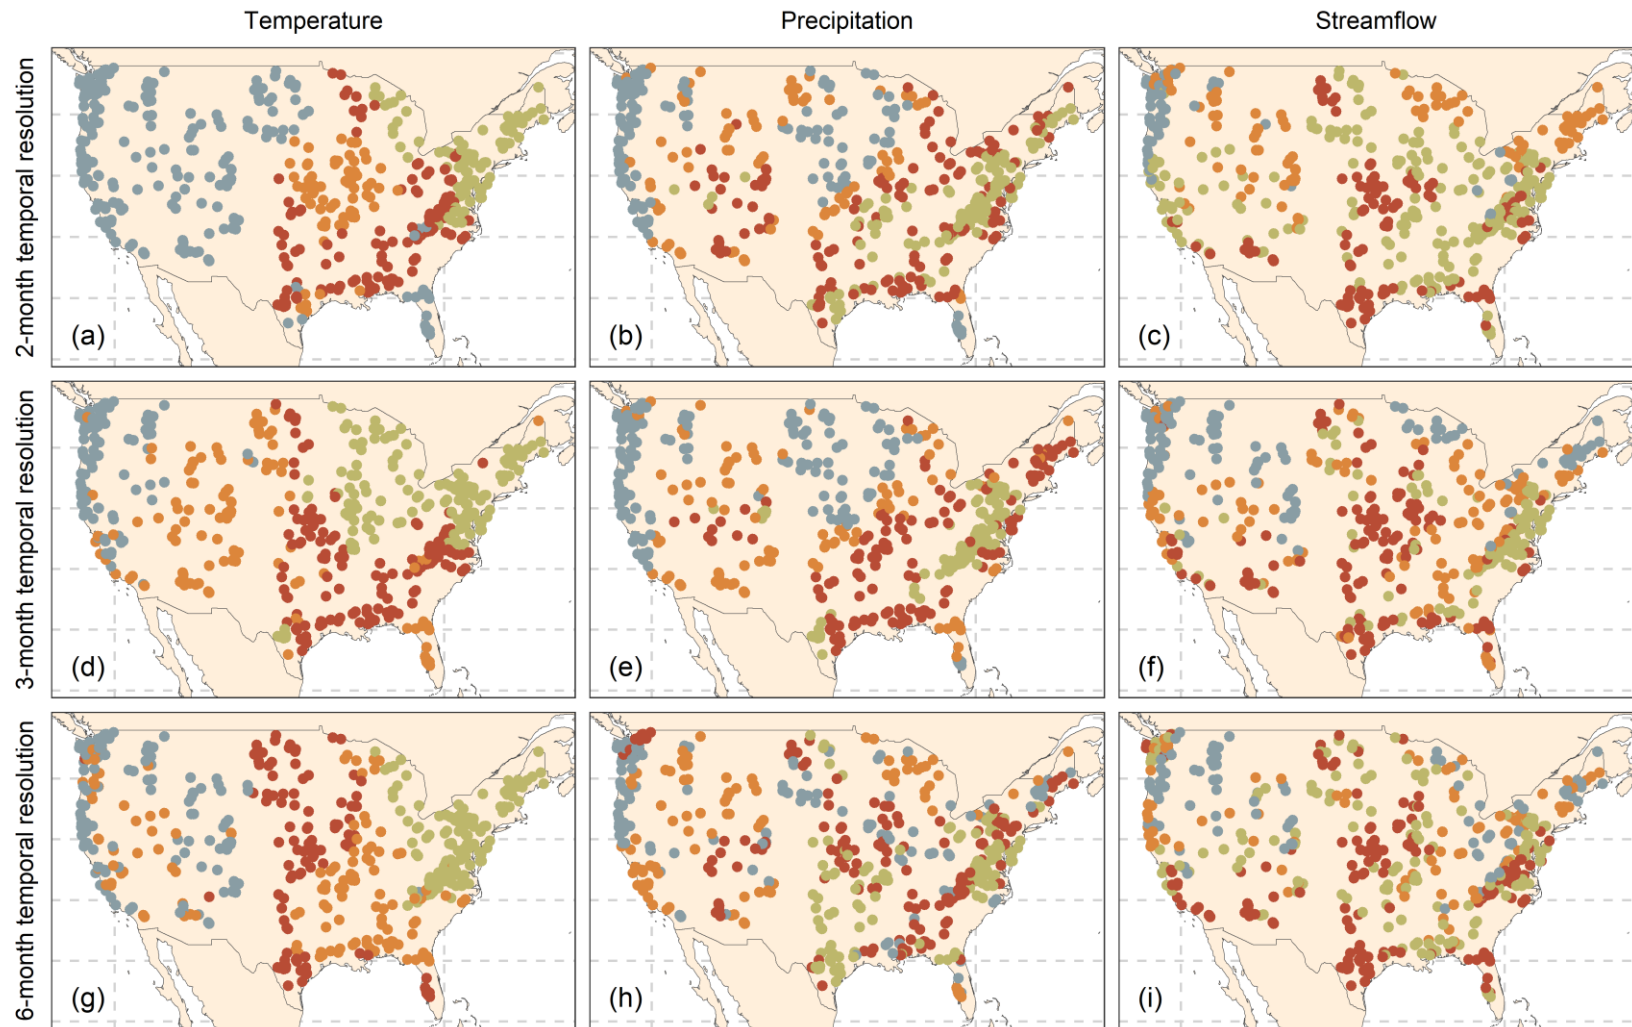 Temperature Precipitation Streamflow
2-month temporal resolution
(a) (b) (c)
3-month temporal resolution
(d) (e) (f)
6-month temporal resolution
(g) (h) (i)